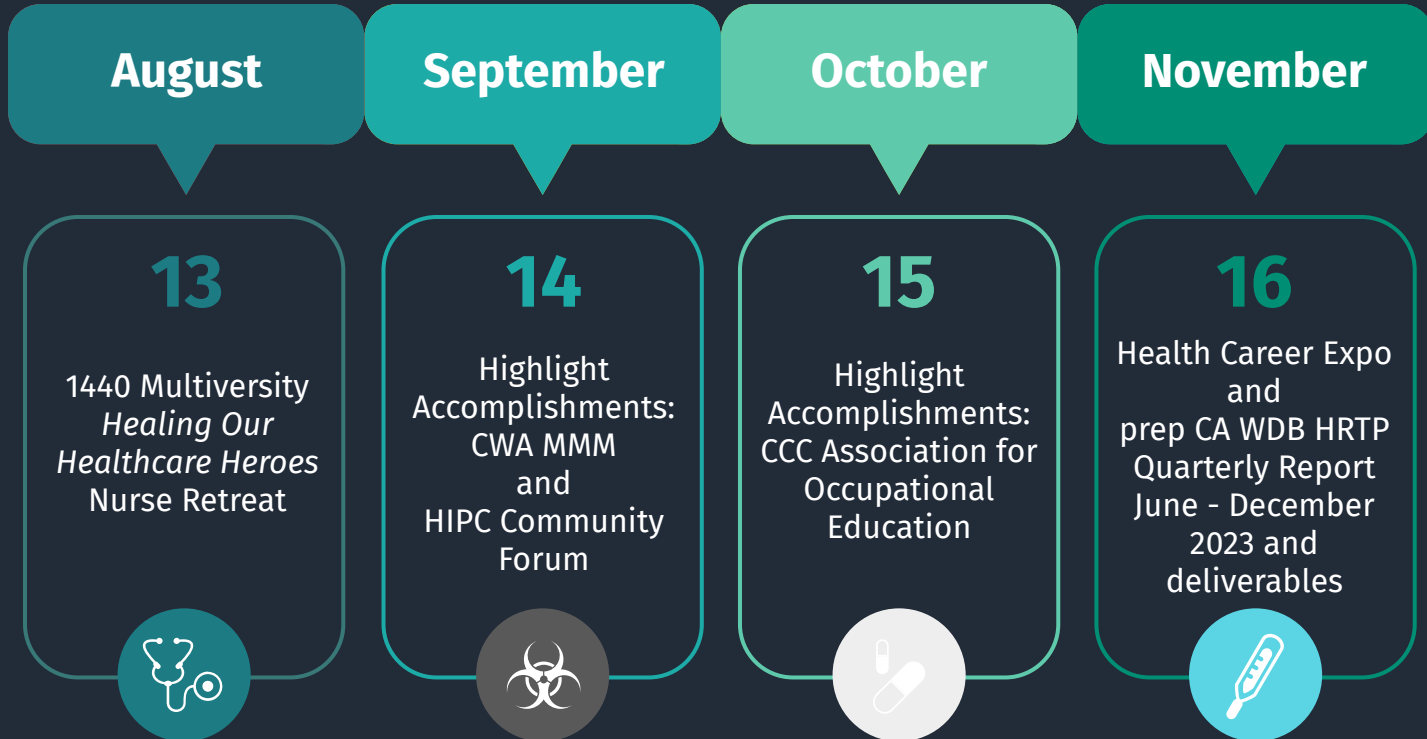 August
September
October
November
13
1440 Multiversity
Healing Our
Healthcare Heroes
Nurse Retreat
14
Highlight
Accomplishments:
CWA MMM
and
HIPC Community
Forum
15
Highlight
Accomplishments:
CCC Association for
Occupational
Education
16
Health Career Expo
and
prep CA WDB HRTP
Quarterly Report
June - December
2023 and
deliverables